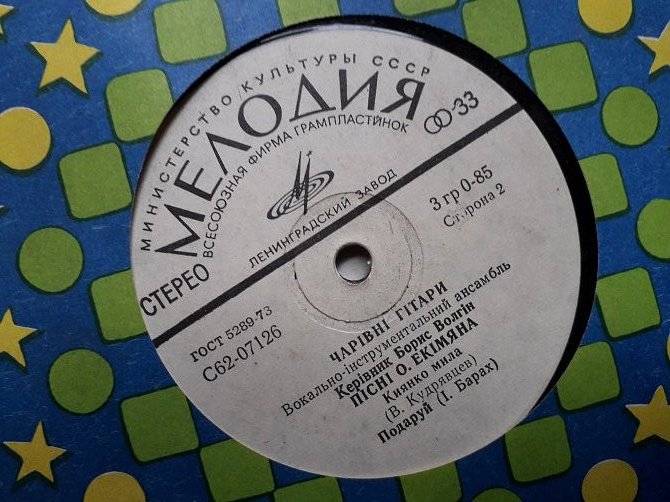 МИНИСТЕРСТВО КУЛЬТУРЫ СССР
МЕЛОДИЯ
ВСЕСОЮЗНАЯ ФИРМА ГРАМПЛАСТИНОК
33
ЛЕНИНГРАДСКИЙ ЗАВОД
СТЕРЕО
3 гр 0-85
Сторона 2
ГОСТ 5289-73
С62-07126
ЧАРІВНІ ГІТАРИ
Вокально-інструментальний ансамбль
Керівник Борис Волгін
ПІСНІ О. ЕКІМЯНА
Киянко мила
(В. Кудрявцев)
Подаруй (І. Барах)